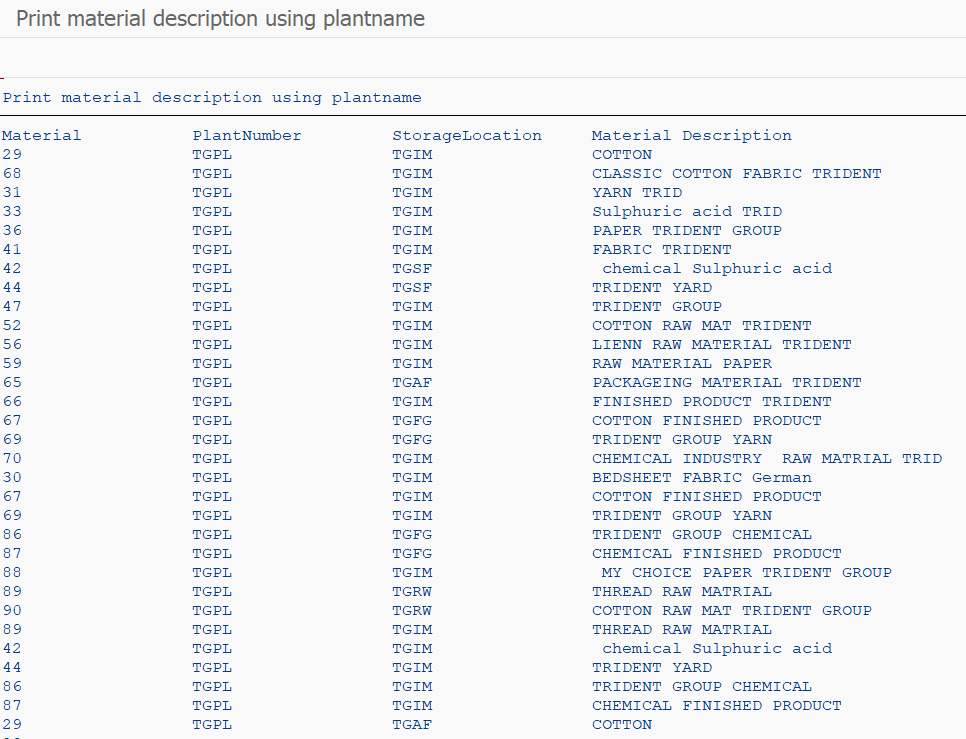 Print material description using plantname
Print material description using plantname
Material PlantNumber StorageLocation Material Description
29 TGPL TGIM COTTON
68 TGPL TGIM CLASSIC COTTON FABRIC TRIDENT
31 TGPL TGIM YARN TRID
33 TGPL TGIM Sulphuric acid TRID
36 TGPL TGIM PAPER TRIDENT GROUP
41 TGPL TGIM FABRIC TRIDENT
42 TGPL TGSF chemical Sulphuric acid
44 TGPL TGSF TRIDENT YARD
47 TGPL TGIM TRIDENT GROUP
52 TGPL TGIM COTTON RAW MAT TRIDENT
56 TGPL TGIM LIENN RAW MATERIAL TRIDENT
59 TGPL TGIM RAW MATERIAL PAPER
65 TGPL TGAF PACKAGEING MATERIAL TRIDENT
66 TGPL TGIM FINISHED PRODUCT TRIDENT
67 TGPL TGFG COTTON FINISHED PRODUCT
69 TGPL TGFG TRIDENT GROUP YARN
70 TGPL TGIM CHEMICAL INDUSTRY  RAW MATRIAL TRID
30 TGPL TGIM BEDSHEET FABRIC German
67 TGPL TGIM COTTON FINISHED PRODUCT
69 TGPL TGIM TRIDENT GROUP YARN
86 TGPL TGFG TRIDENT GROUP CHEMICAL
87 TGPL TGFG CHEMICAL FINISHED PRODUCT
88 TGPL TGIM MY CHOICE PAPER TRIDENT GROUP
89 TGPL TGRW THREAD RAW MATRIAL
90 TGPL TGRW COTTON RAW MAT TRIDENT GROUP
89 TGPL TGIM THREAD RAW MATRIAL
42 TGPL TGIM chemical Sulphuric acid
44 TGPL TGIM TRIDENT YARD
86 TGPL TGIM TRIDENT GROUP CHEMICAL
87 TGPL TGIM CHEMICAL FINISHED PRODUCT
29 TGPL TGAF COTTON